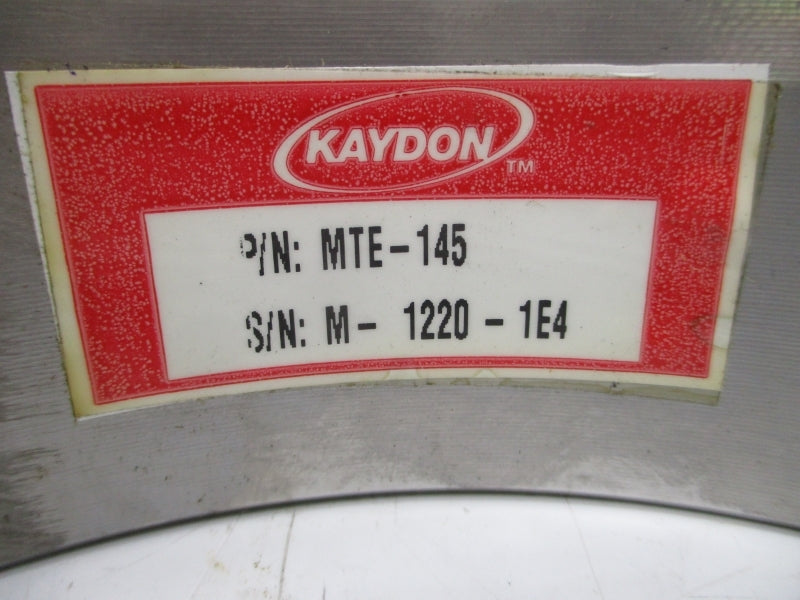 KAYDON
TM
P/N: MTE-145
S/N: M- 1220 - 1E4